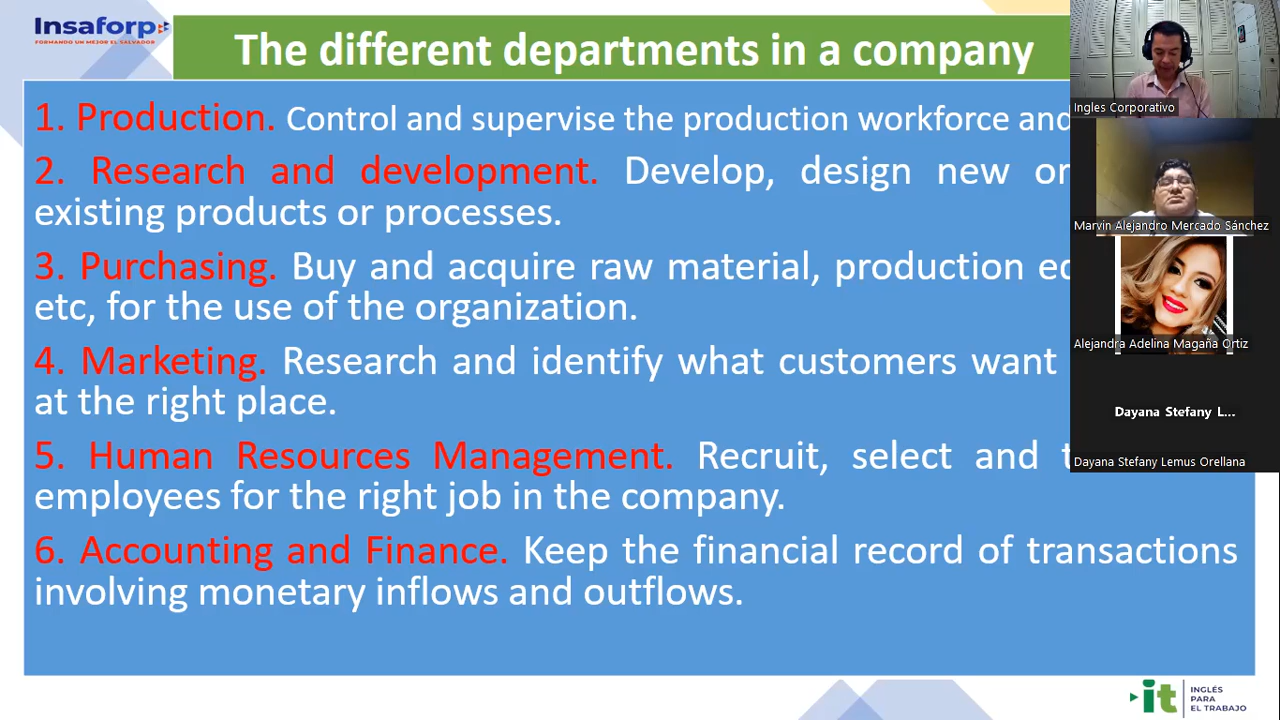 Insaforp
FORMANDO UN MEJOR EL SALVADOR
The different departments in a company
1. Production. Control and supervise the production workforce and
2. Research and development. Develop, design new or
existing products or processes.
3. Purchasing. Buy and acquire raw material, production
etc, for the use of the organization.
4. Marketing. Research and identify what customers want
at the right place.
5. Human Resources Management. Recruit, select and
employees for the right job in the company.
6. Accounting and Finance. Keep the financial record of transactions
involving monetary inflows and outflows.
Ingles Corporativo
Marvin Alejandro Mercado Sánchez
Alejandra Adelina Magaña Ortiz
Dayana Stefany L...
Dayana Stefany Lemus Orellana
it
INGLÉS
PARA
EL TRABAJO